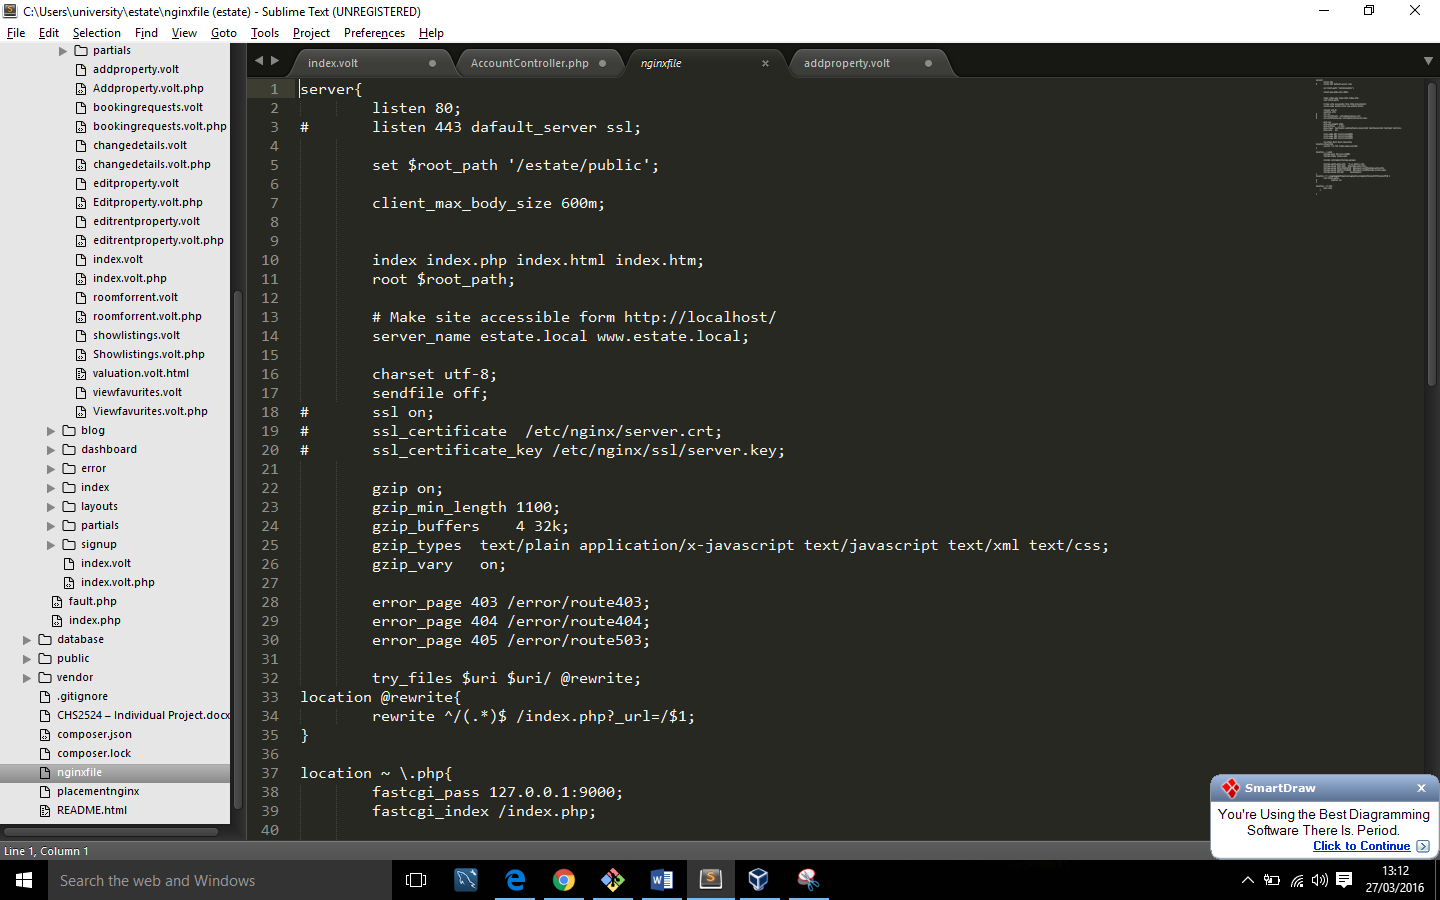 C:\Users\university\estate\nginxfile (estate) - Sublime Text (UNREGISTERED)
File Edit Selection Find View Goto Tools Project Preferences Help
partials
addproperty.volt
Addproperty.volt.php
bookingrequests.volt
bookingrequests.volt.php
changedetails.volt
changedetails.volt.php
editproperty.volt
Editproperty.volt.php
editrentproperty.volt
editrentproperty.volt.php
index.volt
index.volt.php
roomforrent.volt
roomforrent.volt.php
showlistings.volt
Showlistings.volt.php
valuation.volt.html
viewfavurites.volt
Viewfavurites.volt.php
blog
dashboard
error
index
layouts
partials
signup
index.volt
index.volt.php
fault.php
index.php
database
public
vendor
.gitignore
CHS2524 – Individual Project.docx
composer.json
composer.lock
nginxfile
placementnginx
README.html
index.volt AccountController.php nginxfile addproperty.volt
1 server{
2 listen 80;
3 # listen 443 dafault_server ssl;
4
5 set $root_path '/estate/public';
6
7 client_max_body_size 600m;
8
9
10 index index.php index.html index.htm;
11 root $root_path;
12
13 # Make site accessible form http://localhost/
14 server_name estate.local www.estate.local;
15
16 charset utf-8;
17 sendfile off;
18 # ssl on;
19 # ssl_certificate /etc/nginx/server.crt;
20 # ssl_certificate_key /etc/nginx/ssl/server.key;
21
22 gzip on;
23 gzip_min_length 1100;
24 gzip_buffers 4 32k;
25 gzip_types text/plain application/x-javascript text/javascript text/xml text/css;
26 gzip_vary on;
27
28 error_page 403 /error/route403;
29 error_page 404 /error/route404;
30 error_page 405 /error/route503;
31
32 try_files $uri $uri/ @rewrite;
33 location @rewrite{
34 rewrite ^/(.*)$ /index.php?_url=/$1;
35 }
36
37 location ~ \.php{
38 fastcgi_pass 127.0.0.1:9000;
39 fastcgi_index /index.php;
40
SmartDraw x
You're Using the Best Diagramming
Software There Is. Period.
Click to Continue
Line 1, Column 1
Search the web and Windows
13:12
27/03/2016